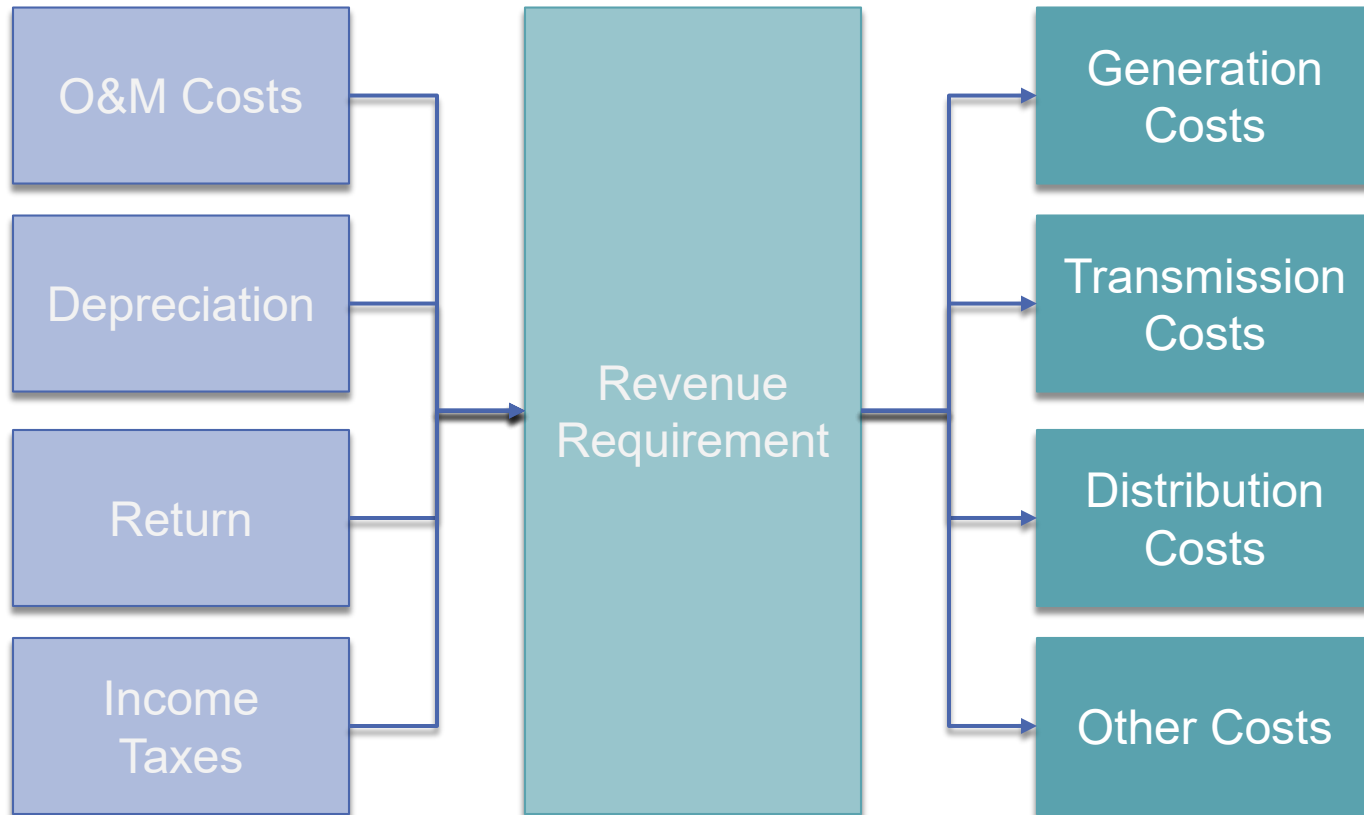 O&M Costs
Depreciation
Return
Income
Taxes
Revenue
Requirement
Generation
Costs
Transmission
Costs
Distribution
Costs
Other Costs